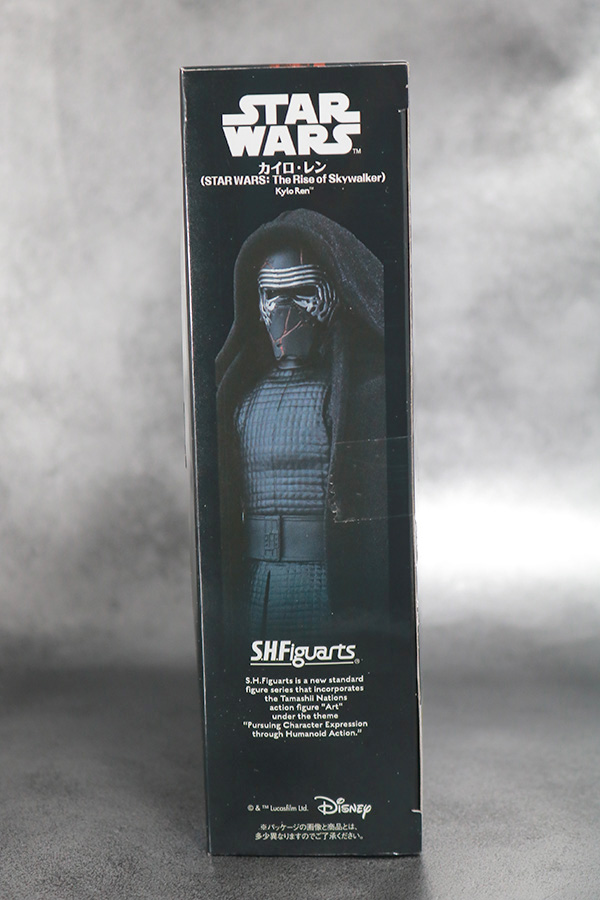 STAR
WARS™
カイロ・レン
(STAR WARS: The Rise of Skywalker)
Kylo Ren™
S.H.Figuarts®
S.H.Figuarts is a new standard
figure series that incorporates
the Tamashii Nations
action figure "Art"
under the theme
"Pursuing Character Expression
through Humanoid Action."
© & ™ Lucasfilm Ltd. Disney
※パッケージの画像と商品とは、
多少異なりますのでご了承ください。